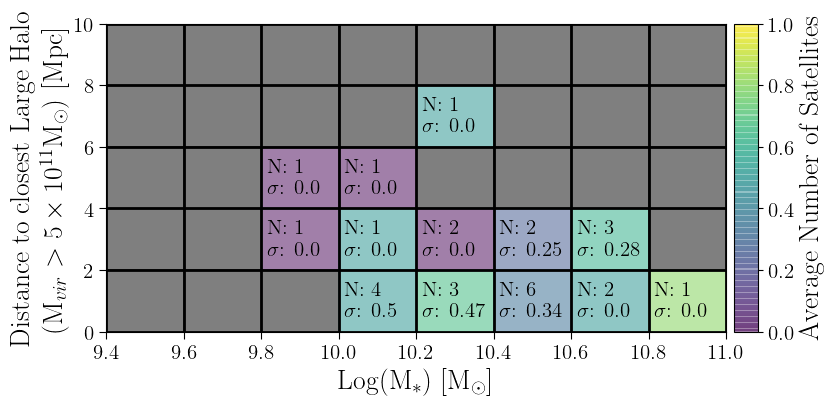 Distance to closest Large Halo
(M_vir > 5 × 10^11 M_⊙) [Mpc]
10
8
6
4
2
0
N: 1
σ: 0.0
N: 1
σ: 0.0
N: 1
σ: 0.0
N: 1
σ: 0.0
N: 1
σ: 0.0
N: 2
σ: 0.0
N: 2
σ: 0.25
N: 3
σ: 0.28
N: 4
σ: 0.5
N: 3
σ: 0.47
N: 6
σ: 0.34
N: 2
σ: 0.0
N: 1
σ: 0.0
9.4 9.6 9.8 10.0 10.2 10.4 10.6 10.8 11.0
Log(M_*) [M_⊙]
1.0
0.8
0.6
0.4
0.2
0.0
Average Number of Satellites